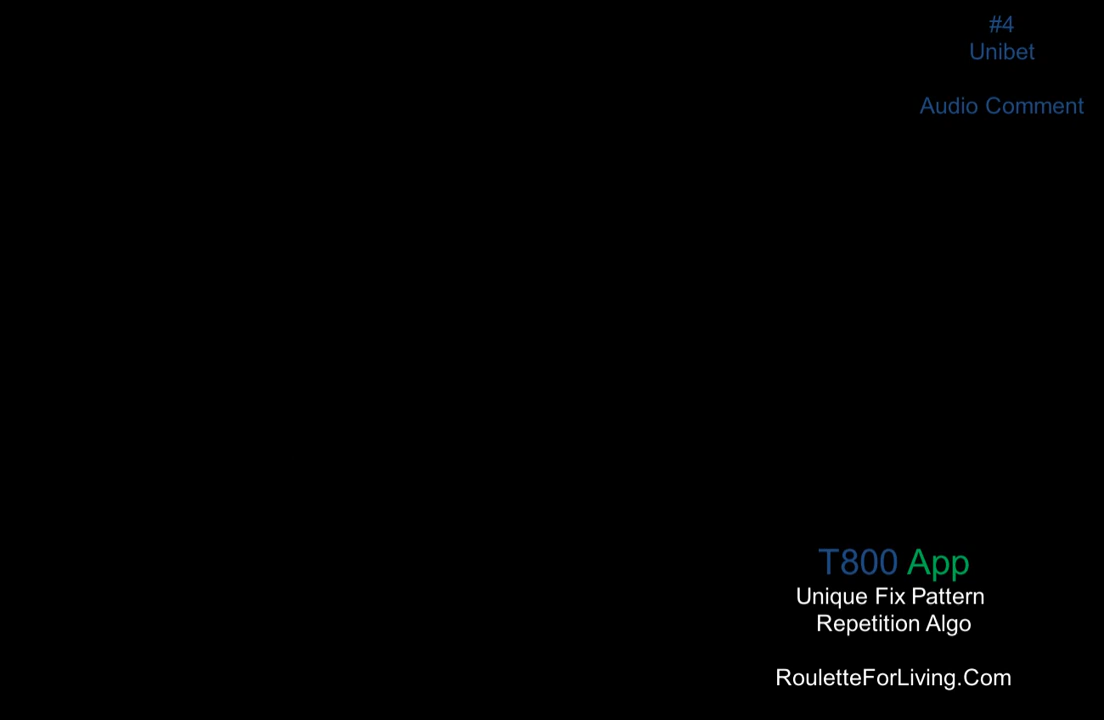 #4
Unibet
Audio Comment
T800 App
Unique Fix Pattern
Repetition Algo
RouletteForLiving.Com